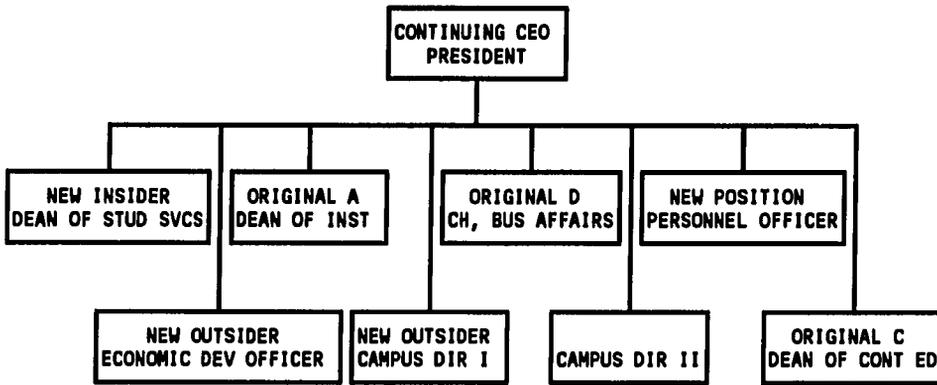 CONTINUING CEO
PRESIDENT
NEW INSIDER
DEAN OF STUD SVCS
ORIGINAL A
DEAN OF INST
ORIGINAL D
CH, BUS AFFAIRS
NEW POSITION
PERSONNEL OFFICER
NEW OUTSIDER
ECONOMIC DEV OFFICER
NEW OUTSIDER
CAMPUS DIR I
CAMPUS DIR II
ORIGINAL C
DEAN OF CONT ED